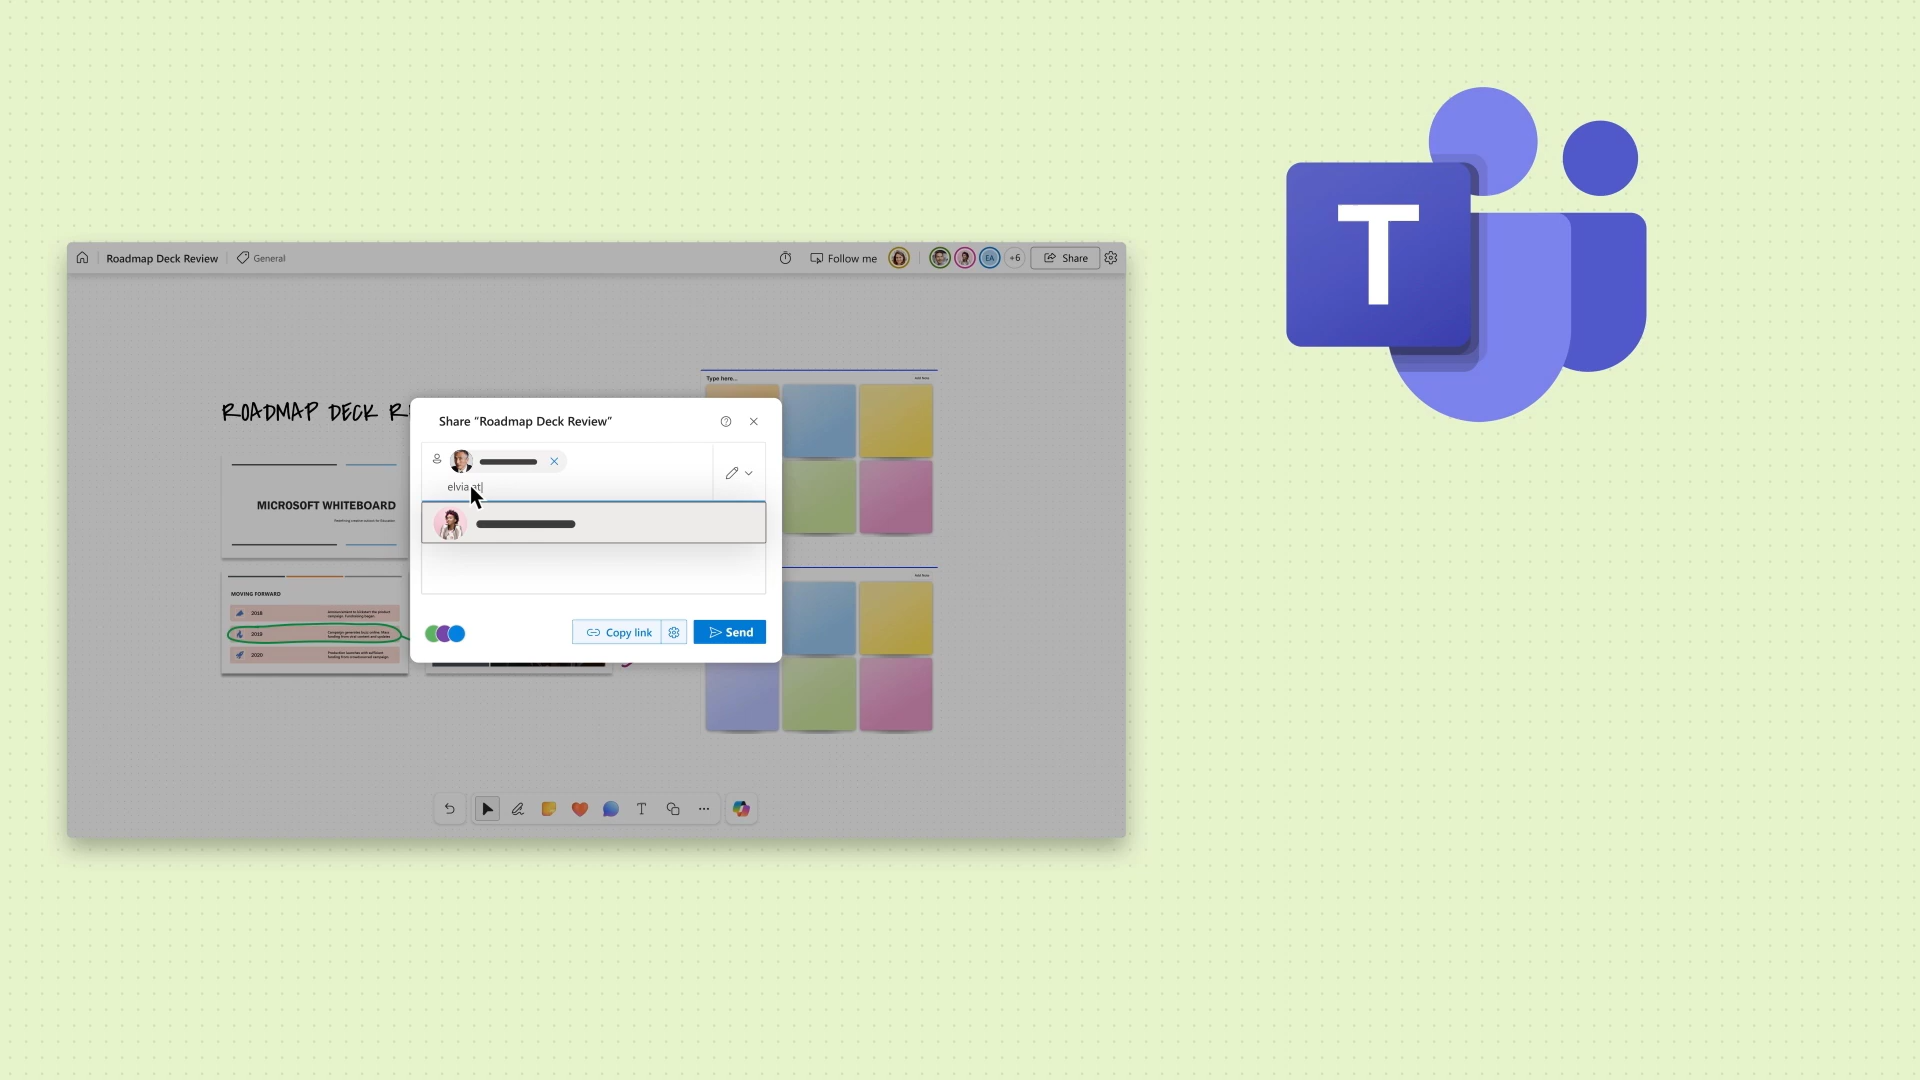 Roadmap Deck Review
General
Follow me
EA
+6
Share
T
ROADMAP DECK
Type here...
Share “Roadmap Deck Review”
MICROSOFT WHITEBOARD
elvia at
MOVING FORWARD
2018
2019
2020
Copy link
Send
T